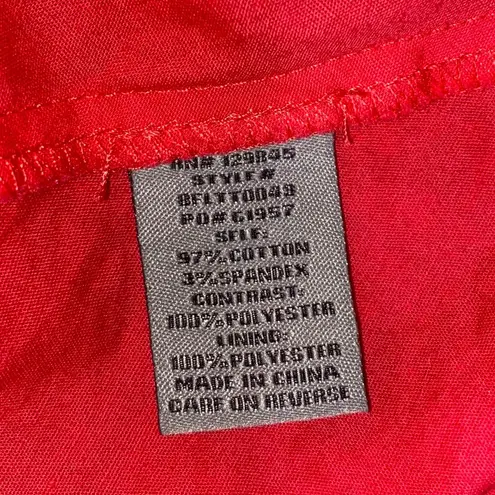 RN# 129845
STYLE#
BFLTT0049
PO# G1957
SELF:
97% COTTON
3% SPANDEX
CONTRAST:
100% POLYESTER
LINING:
100% POLYESTER
MADE IN CHINA
CARE ON REVERSE